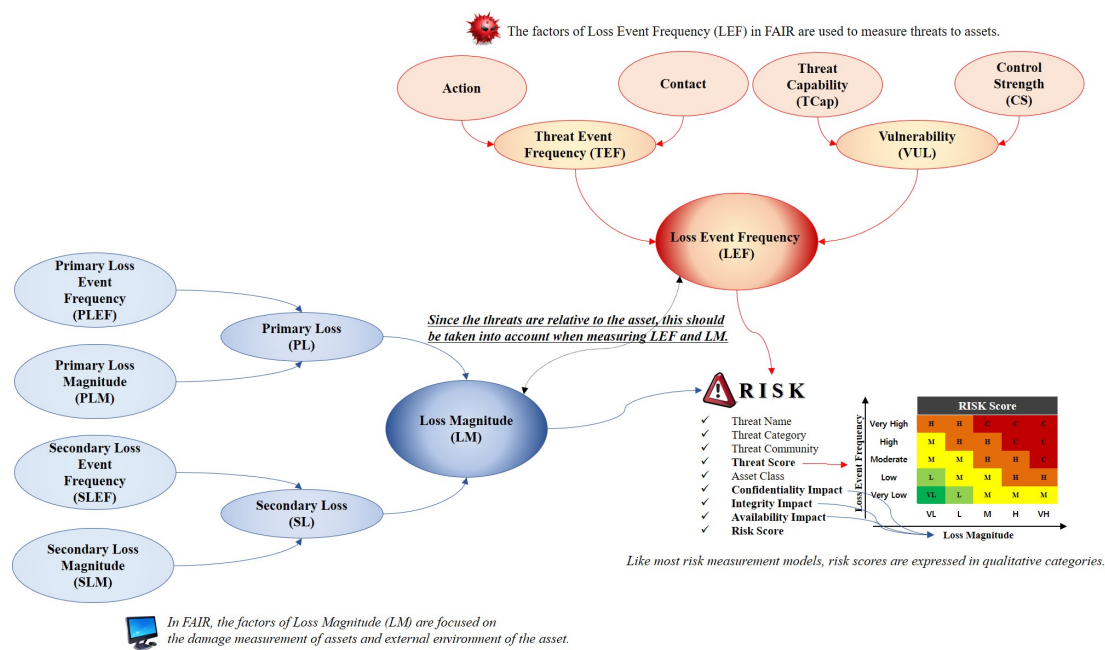 The factors of Loss Event Frequency (LEF) in FAIR are used to measure threats to assets.
Action
Contact
Threat
Capability
(TCap)
Control
Strength
(CS)
Threat Event
Frequency (TEF)
Vulnerability
(VUL)
Loss Event Frequency
(LEF)
Primary Loss
Event
Frequency
(PLEF)
Primary Loss
(PL)
Primary Loss
Magnitude
(PLM)
Since the threats are relative to the asset, this should
be taken into account when measuring LEF and LM.
Loss Magnitude
(LM)
Secondary Loss
Event
Frequency
(SLEF)
Secondary Loss
(SL)
Secondary Loss
Magnitude
(SLM)
RISK
✓ Threat Name
✓ Threat Category
✓ Threat Community
✓ Threat Score
✓ Asset Class
✓ Confidentiality Impact
✓ Integrity Impact
✓ Availability Impact
✓ Risk Score
Loss Event Frequency
RISK Score
Very High H H C C C
High M H H C C
Moderate M M H H C
Low L M M H H
Very Low VL L M M M
VL L M H VH
Loss Magnitude
Like most risk measurement models, risk scores are expressed in qualitative categories.
In FAIR, the factors of Loss Magnitude (LM) are focused on
the damage measurement of assets and external environment of the asset.